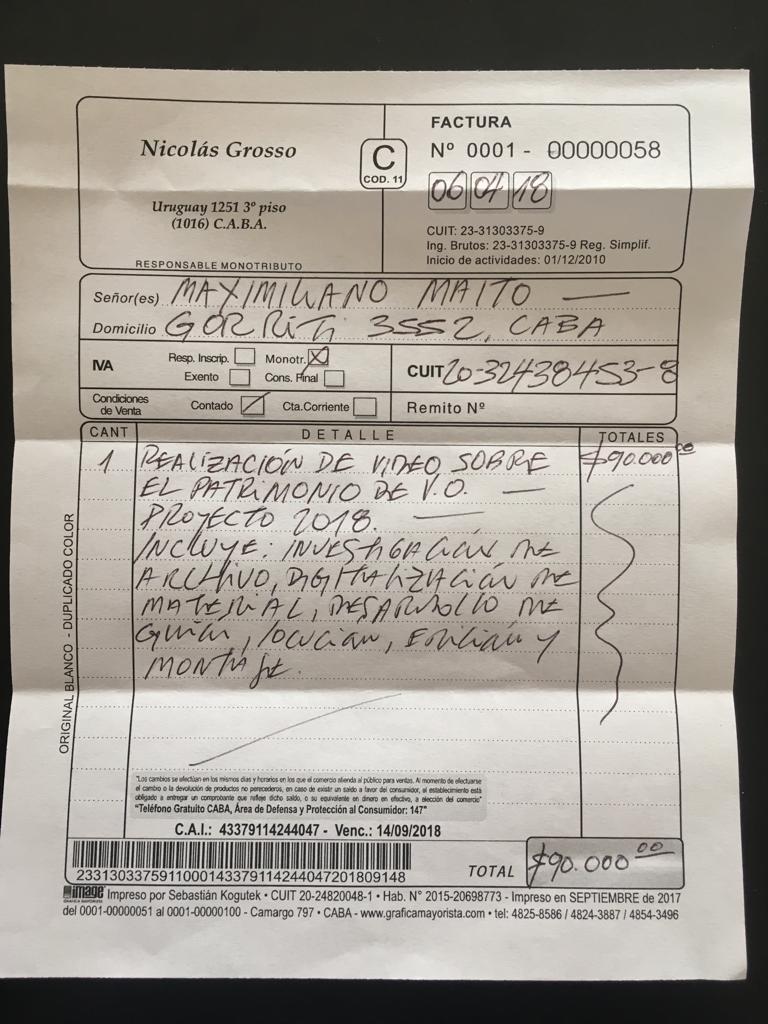 Nicolás Grosso
Uruguay 1251 3º piso
(1016) C.A.B.A.
RESPONSABLE MONOTRIBUTO
C
COD. 11
FACTURA
Nº 0001 - 00000058
06 04 18
CUIT: 23-31303375-9
Ing. Brutos: 23-31303375-9 Reg. Simplif.
Inicio de actividades: 01/12/2010
Señor(es) MAXIMILIANO MAITO
Domicilio GORRITI 3552, CABA
IVA Resp. Inscrip. Monotr. X
Exento Cons. Final
CUIT 20-32438453-8
Condiciones de Venta Contado Cta.Corriente
Remito Nº
CANT DETALLE TOTALES
1 REALIZACIÓN DE VIDEO SOBRE $90.000 00
EL PATRIMONIO DE V.O. —
PROYECTO 2018. —
INCLUYE: INVESTIGACIÓN DE
ARCHIVO, DIGITALIZACIÓN DE
MATERIAL, DESARROLLO DE
GUIÓN, LOCUCIÓN, EDICIÓN Y
MONTAJE.
ORIGINAL BLANCO - DUPLICADO COLOR
"Los cambios se efectúan en los mismos días y horarios en los que el comercio atienda al público para ventas. Al momento de efectuarse
el cambio o la devolución de productos no perecederos, en caso de existir un saldo a favor del consumidor, el establecimiento está
obligado a entregar un comprobante que refleje dicho saldo, o su equivalente en dinero en efectivo, a elección del comercio"
"Teléfono Gratuito CABA, Área de Defensa y Protección al Consumidor: 147"
C.A.I.: 43379114244047 - Venc.: 14/09/2018
2331303375911000143379114244047201809148
TOTAL $90.000 00
image Impreso por Sebastián Kogutek • CUIT 20-24820048-1 • Hab. N° 2015-20698773 - Impreso en SEPTIEMBRE de 2017
del 0001-00000051 al 0001-00000100 - Camargo 797 • CABA - www.graficamayorista.com • tel: 4825-8586 / 4824-3887 / 4854-3496